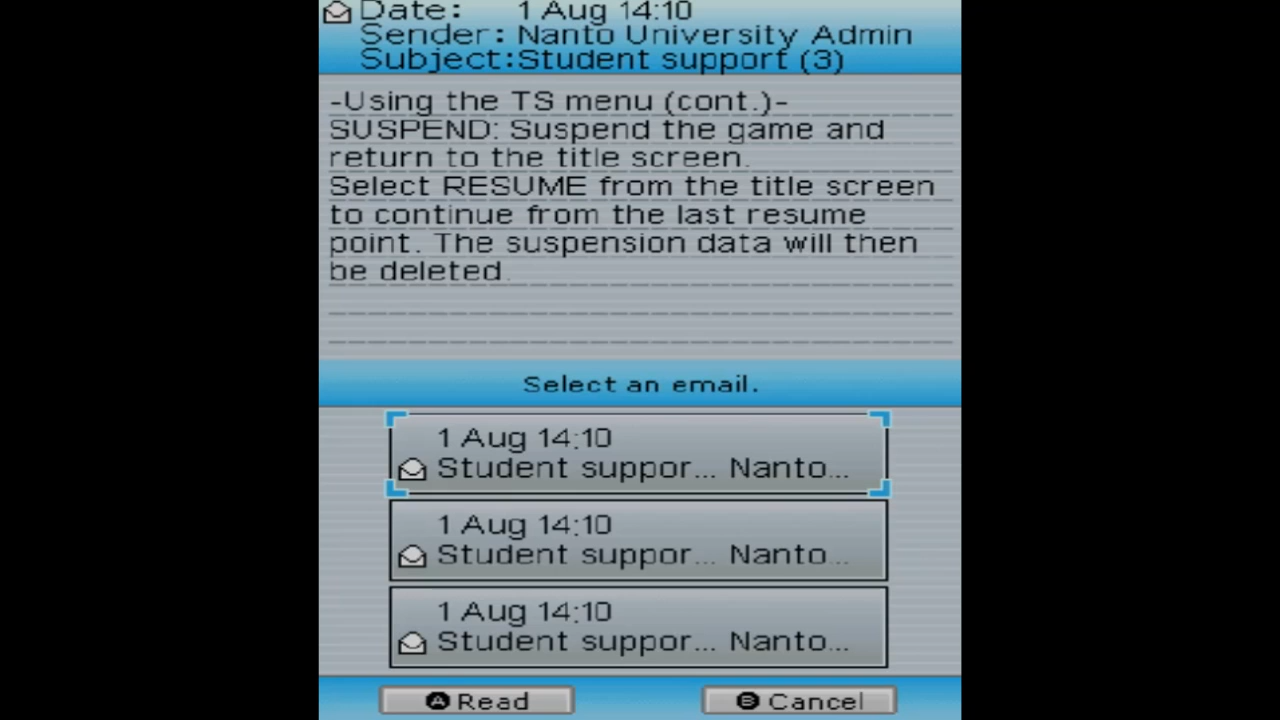 Date: 1 Aug 14:10
Sender: Nanto University Admin
Subject:Student support (3)
-Using the TS menu (cont.)-
SUSPEND: Suspend the game and
return to the title screen.
Select RESUME from the title screen
to continue from the last resume
point. The suspension data will then
be deleted.
Select an email.
1 Aug 14:10
Student suppor... Nanto...
1 Aug 14:10
Student suppor... Nanto...
1 Aug 14:10
Student suppor... Nanto...
A Read
B Cancel